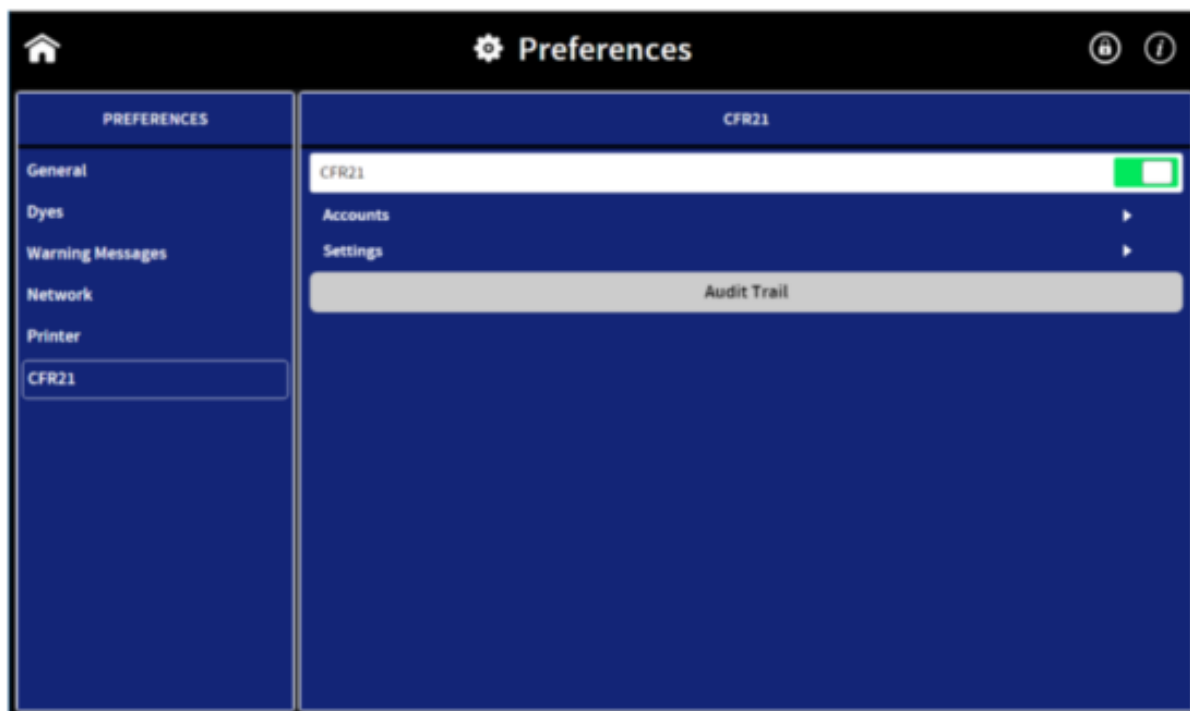 Preferences
PREFERENCES
General
Dyes
Warning Messages
Network
Printer
CFR21
CFR21
CFR21
Accounts
Settings
Audit Trail